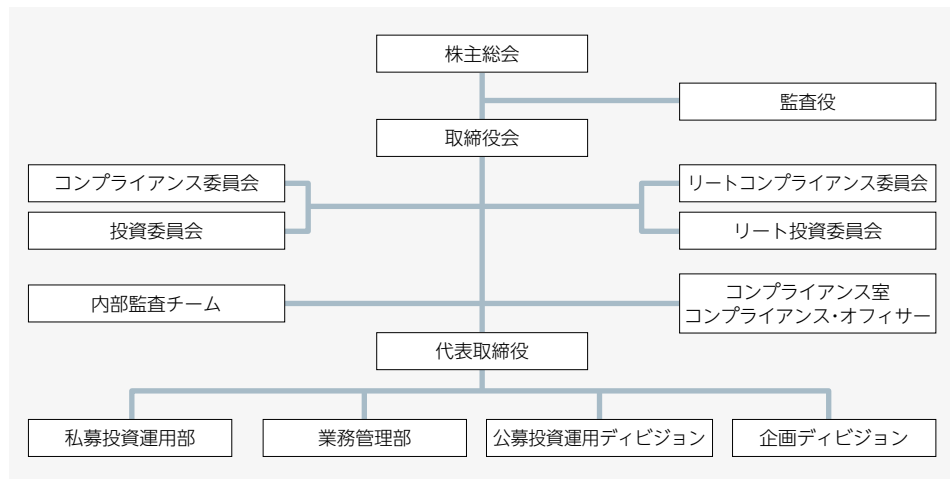 株主総会
監査役
取締役会
コンプライアンス委員会
リートコンプライアンス委員会
投資委員会
リート投資委員会
内部監査チーム
コンプライアンス室
コンプライアンス・オフィサー
代表取締役
私募投資運用部
業務管理部
公募投資運用ディビジョン
企画ディビジョン